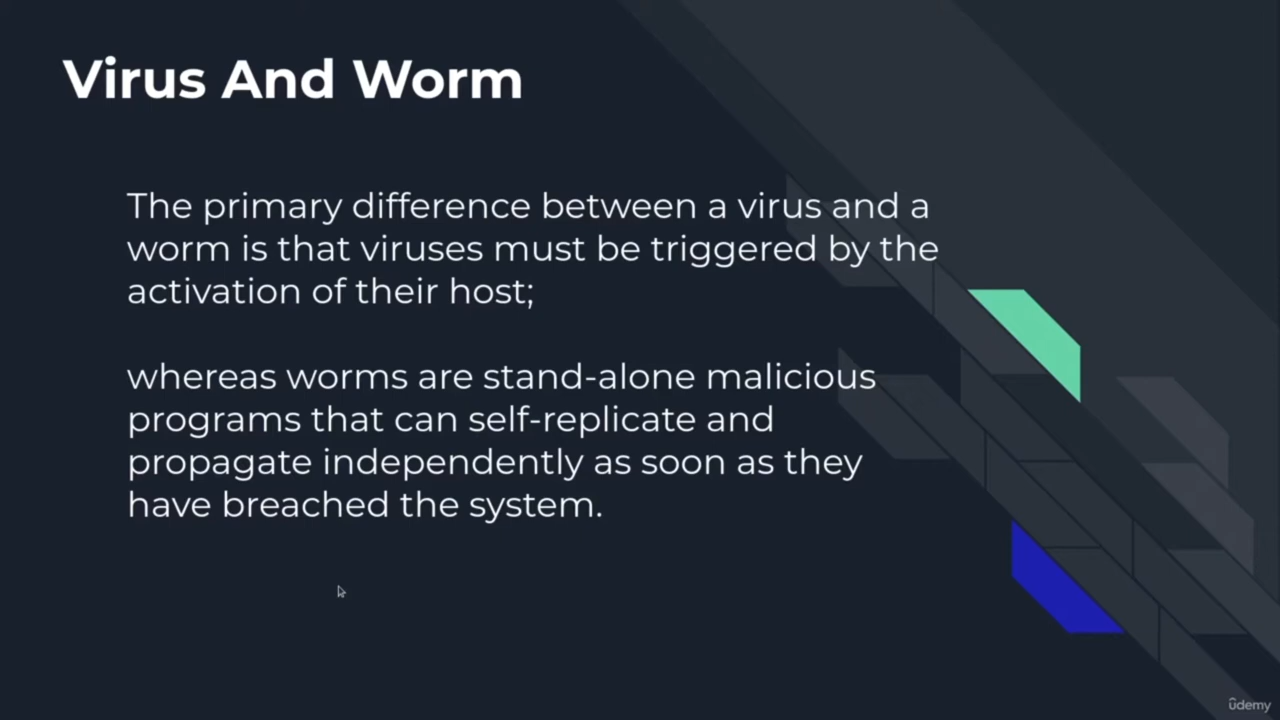 Virus And Worm
The primary difference between a virus and a
worm is that viruses must be triggered by the
activation of their host;
whereas worms are stand-alone malicious
programs that can self-replicate and
propagate independently as soon as they
have breached the system.
ûdemy